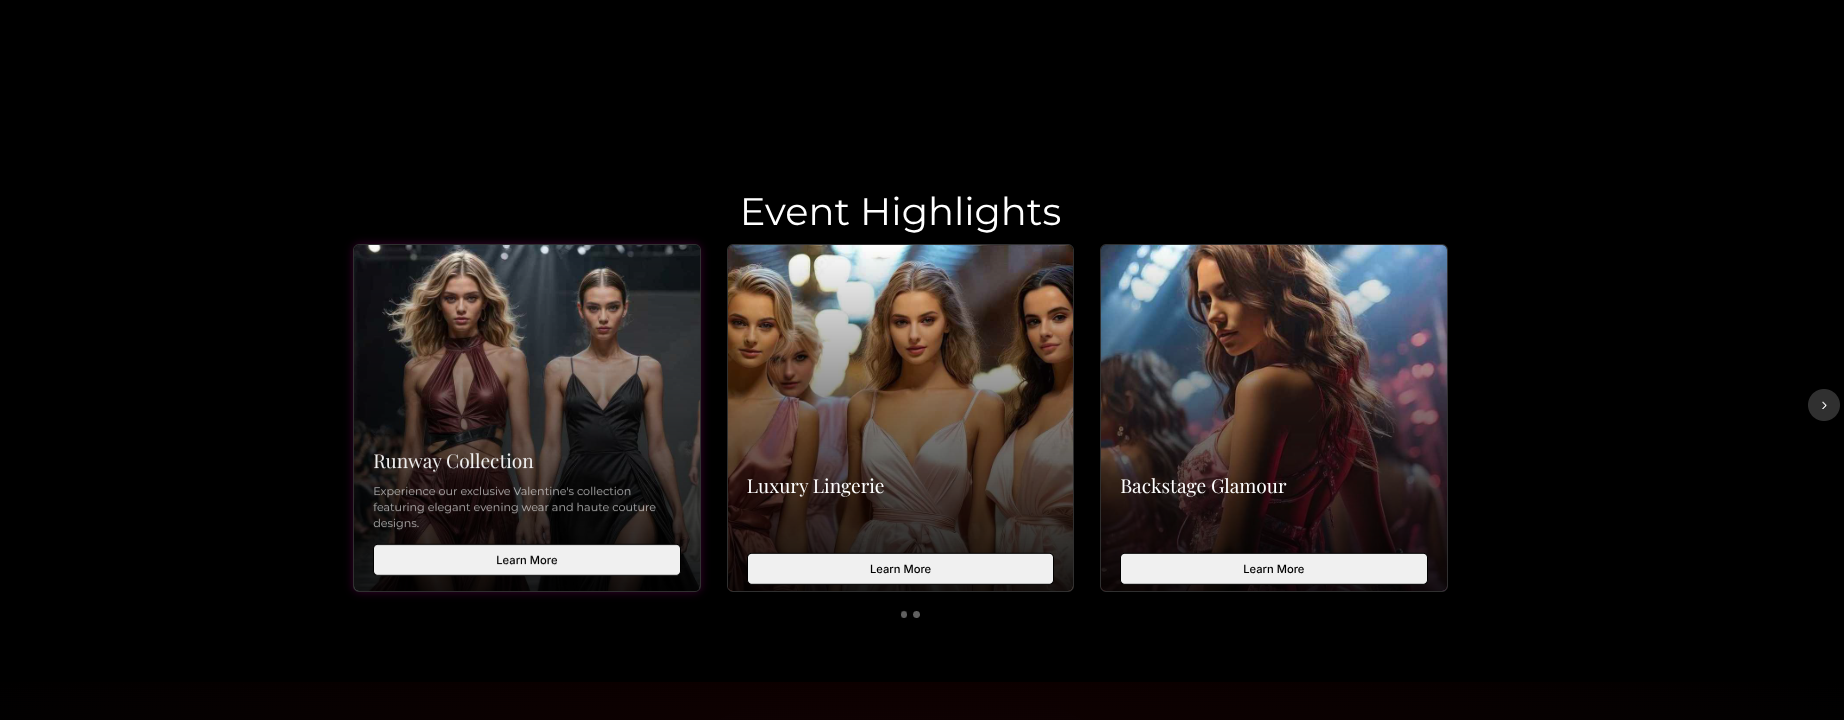 Event Highlights
Runway Collection
Experience our exclusive Valentine's collection
featuring elegant evening wear and haute couture
designs.
Learn More
Luxury Lingerie
Learn More
Backstage Glamour
Learn More